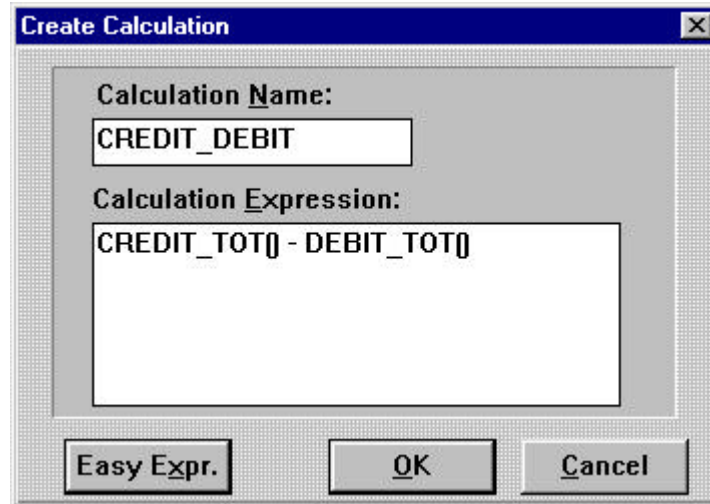 Create Calculation
Calculation Name:
CREDIT_DEBIT
Calculation Expression:
CREDIT_TOT() - DEBIT_TOT()
Easy Expr. OK Cancel